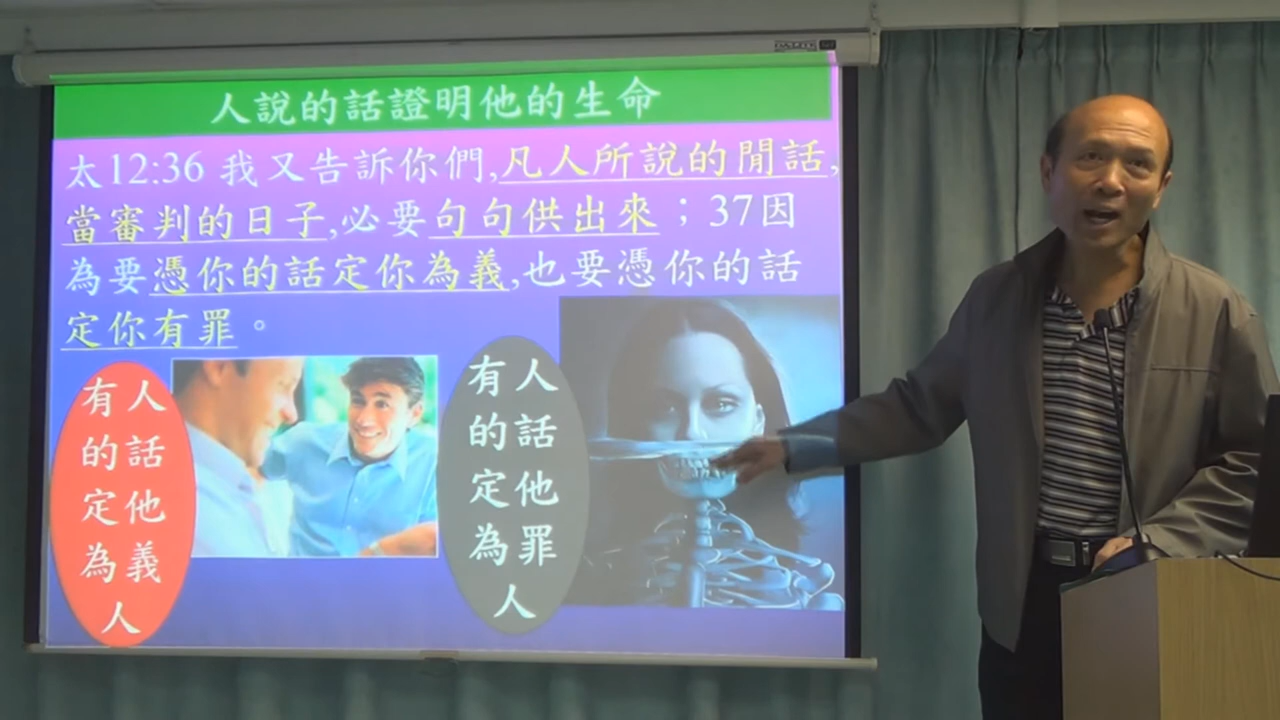 人說的話證明他的生命
太12:36 我又告訴你們,凡人所說的閒話,
當審判的日子,必要句句供出來；37因
為要憑你的話定你為義,也要憑你的話
定你有罪。
有人
的話
定他
為義
人
有人
的話
定他
為罪
人